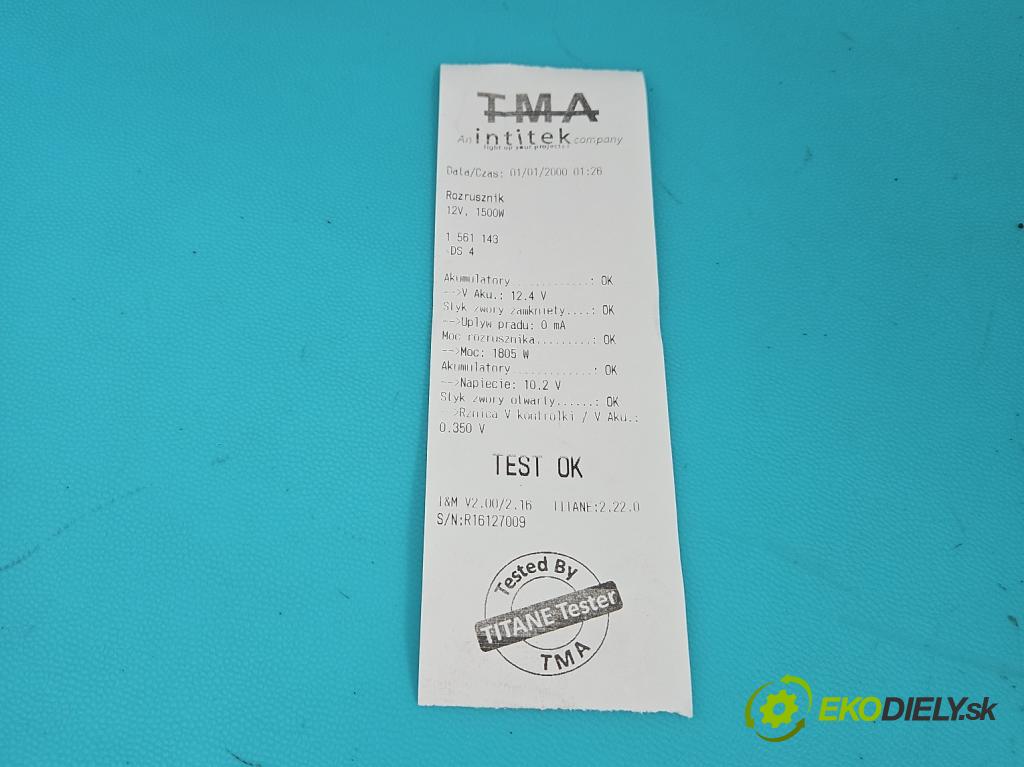 TMA
An intitek company
light up your projects!
Data/Czas: 01/01/2000 01:26
Rozrusznik
12V, 1500W
1 561 143
-DS 4
Akumulatory ............: OK
-->V Aku.: 12.4 V
Styk zwory zamkniety....: OK
-->Uplyw pradu: 0 mA
Moc rozrusznika.........: OK
-->Moc: 1805 W
Akumulatory.............: OK
-->Napiecie: 10.2 V
Styk zwory otwarty......: OK
-->Rznica V kontrolki / V Aku.:
0.350 V
TEST OK
I&M V2.00/2.16 TITANE:2.22.0
S/N:R16127009
Tested By
TITANE Tester
TMA
EKODIELY.sk